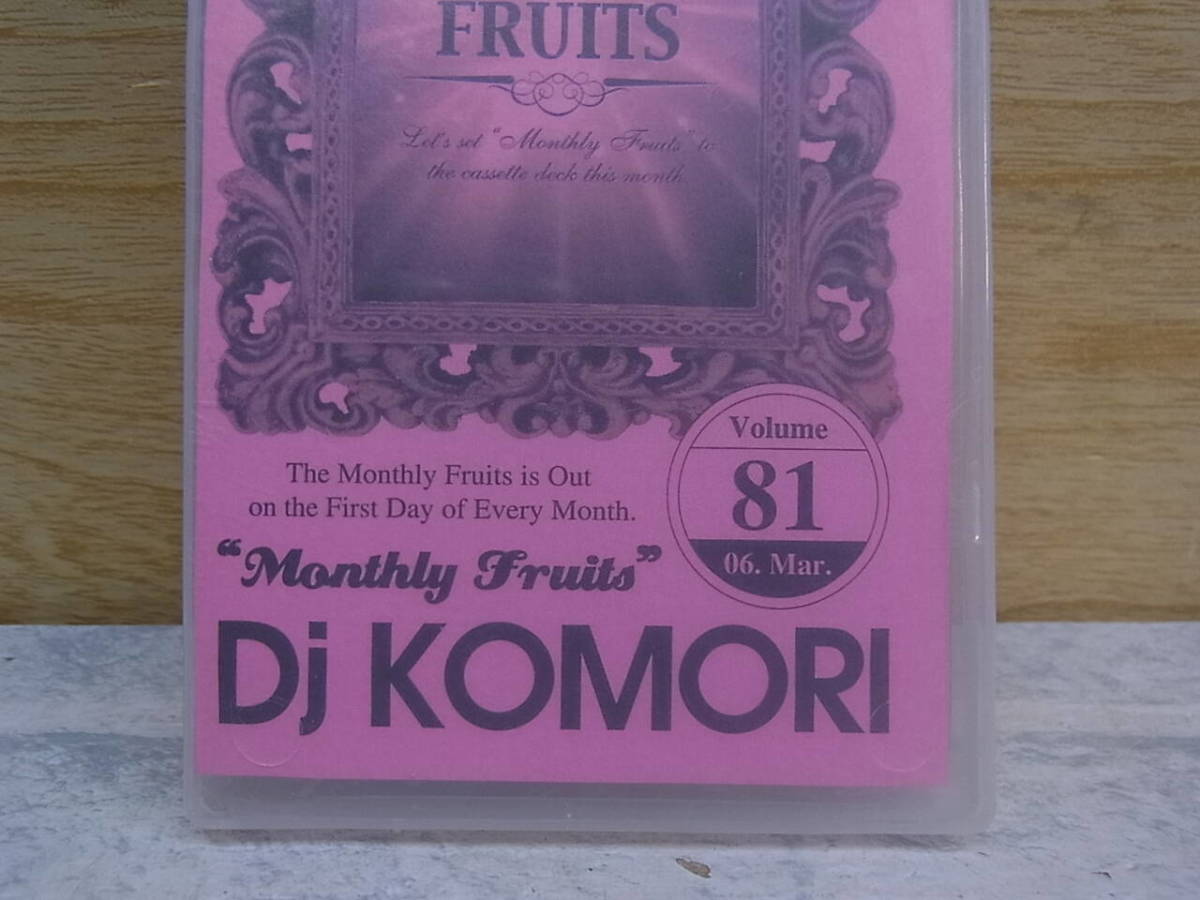 FRUITS
Let's set "Monthly Fruits" to
the cassette deck this month.
Volume
81
06. Mar.
The Monthly Fruits is Out
on the First Day of Every Month.
"Monthly Fruits"
Dj KOMORI